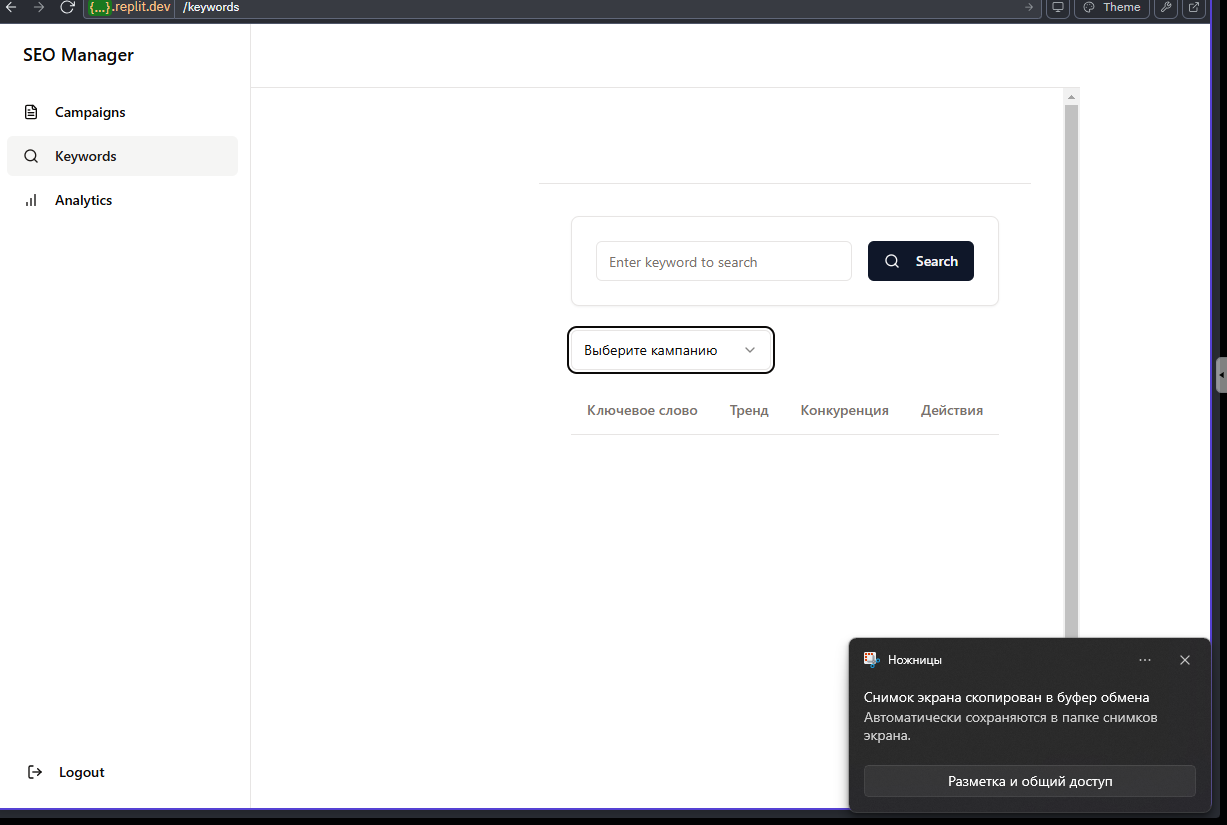 {...}.replit.dev /keywords
Theme
SEO Manager
Campaigns
Keywords
Analytics
Enter keyword to search
Search
Выберите кампанию
Ключевое слово Тренд Конкуренция Действия
Ножницы
Снимок экрана скопирован в буфер обмена
Автоматически сохраняются в папке снимков
экрана.
Разметка и общий доступ
Logout